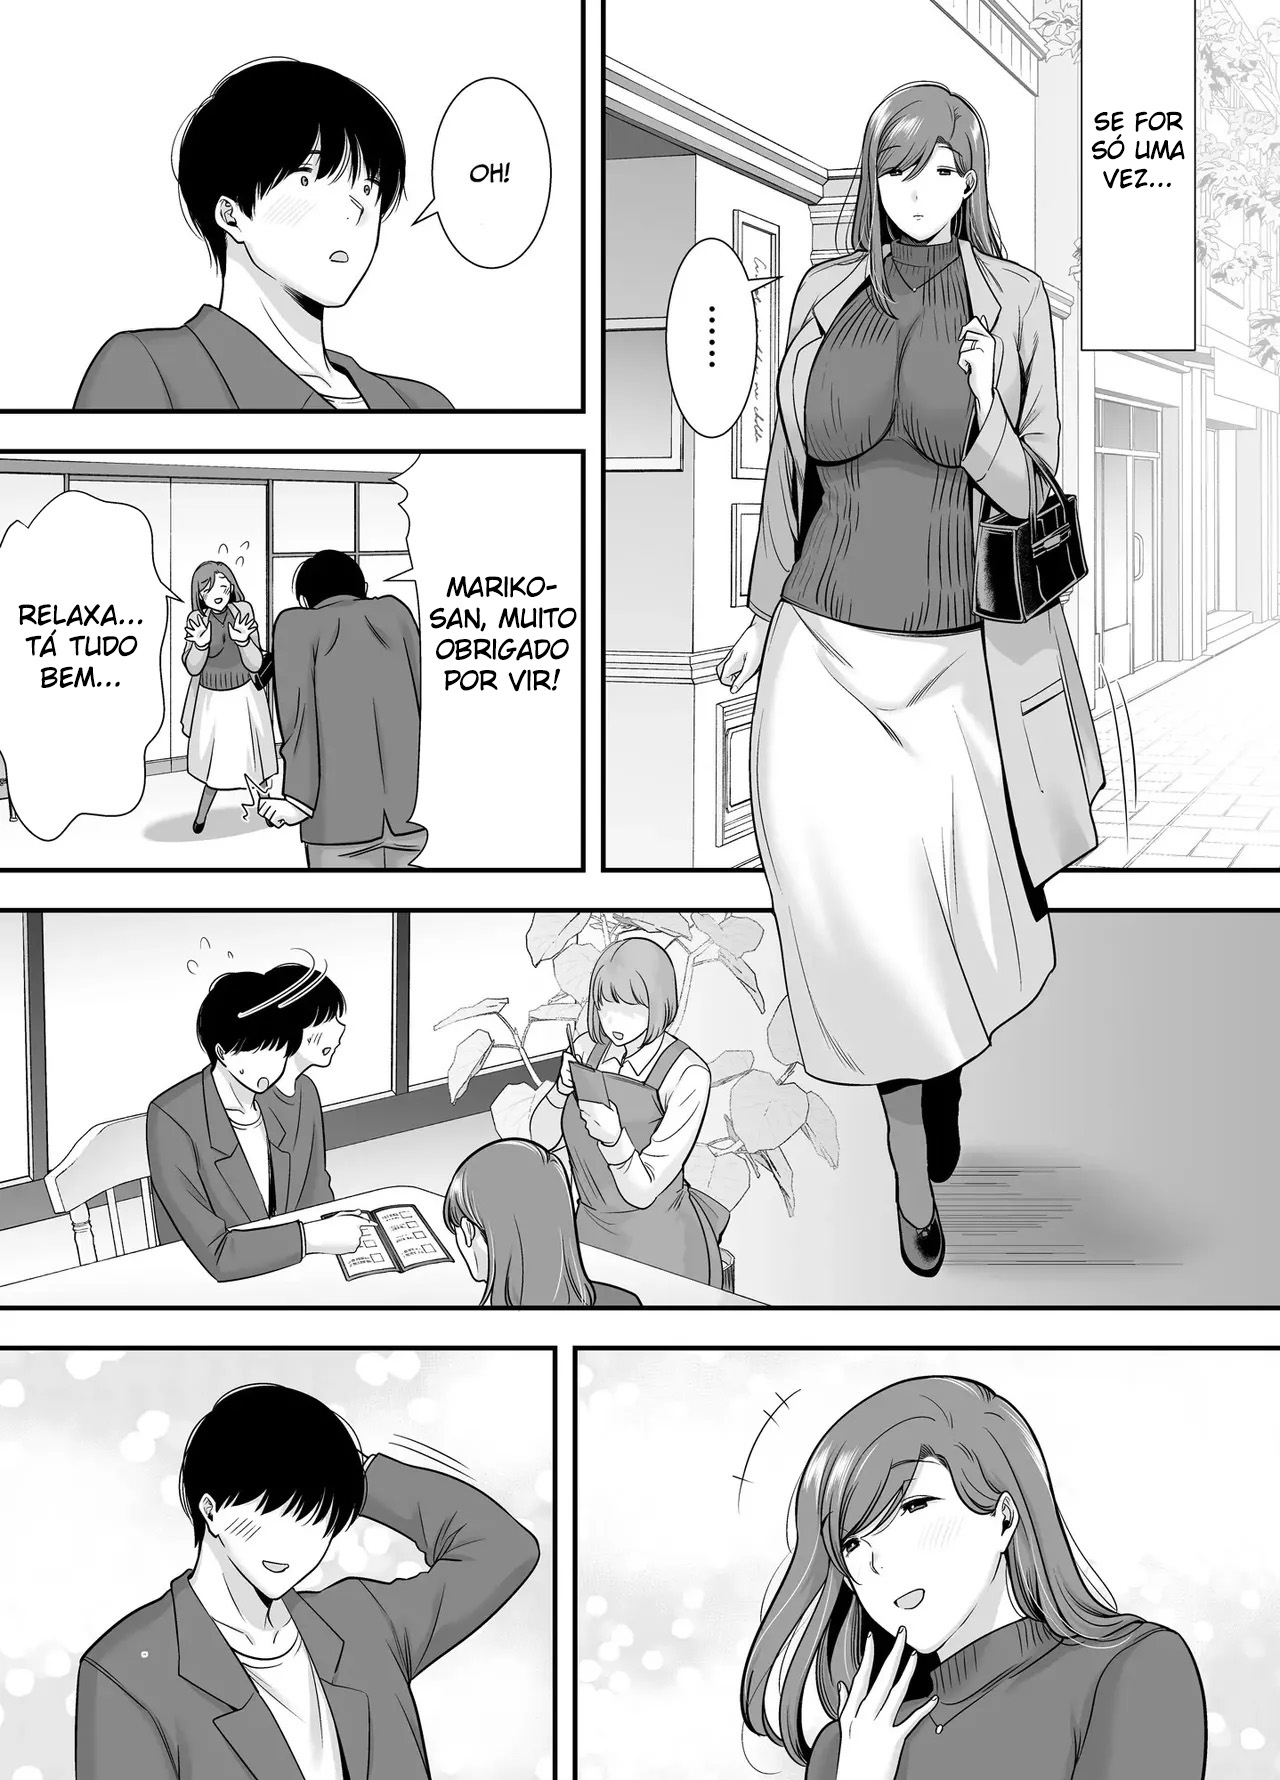 SE FOR
SÓ UMA
VEZ...
......
OH!
MARIKO-
SAN, MUITO
OBRIGADO
POR VIR!
RELAXA...
TÁ TUDO
BEM...